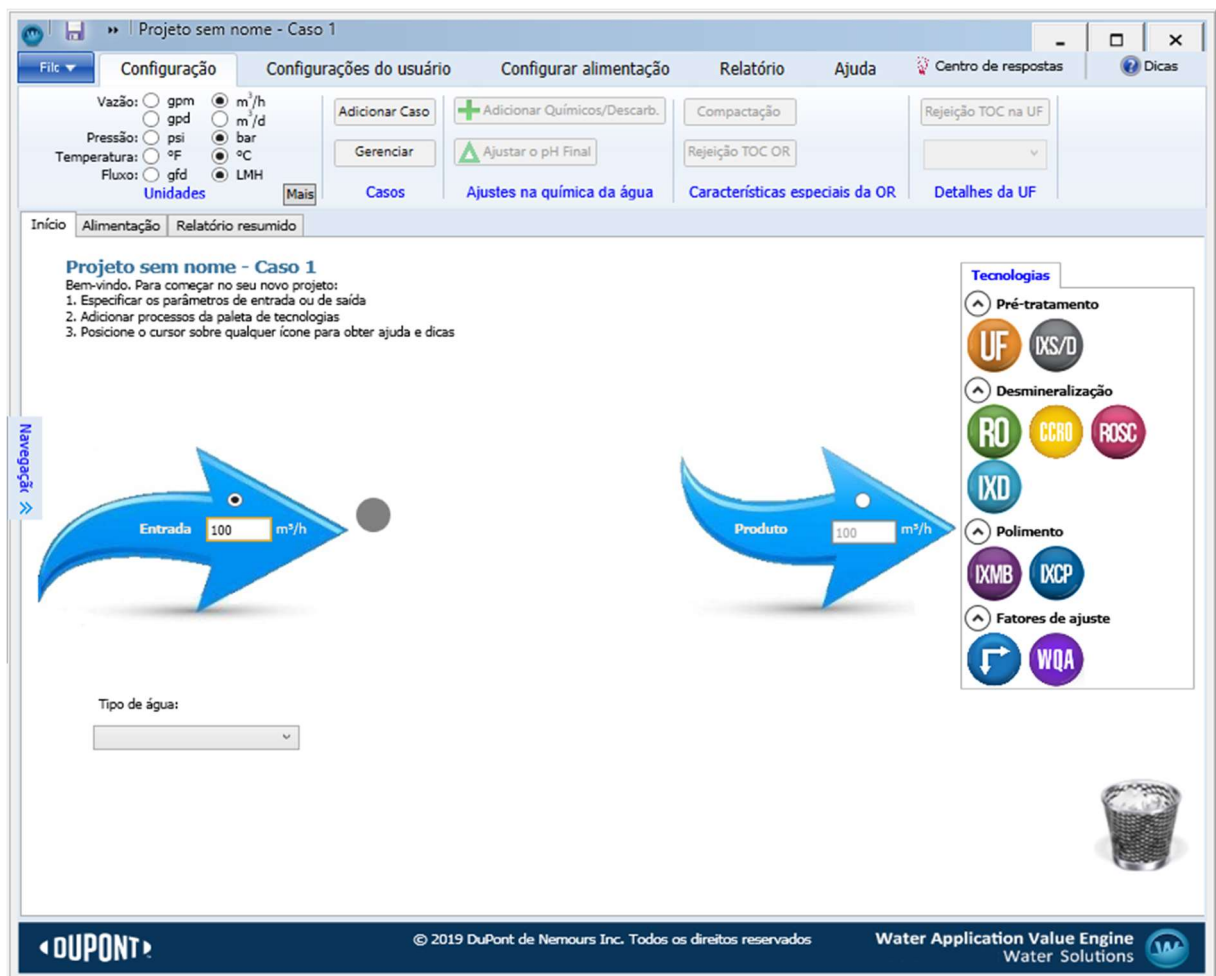 Projeto sem nome - Caso 1
Filc Configuração Configurações do usuário Configurar alimentação Relatório Ajuda Centro de respostas Dicas
Vazão: gpm m³/h
gpd m³/d
Pressão: psi bar
Temperatura: °F °C
Fluxo: gfd LMH
Unidades Mais
Adicionar Caso
Gerenciar
Casos
Adicionar Químicos/Descarb.
Ajustar o pH Final
Ajustes na química da água
Compactação
Rejeição TOC OR
Características especiais da OR
Rejeição TOC na UF
Detalhes da UF
Início Alimentação Relatório resumido
Projeto sem nome - Caso 1
Bem-vindo. Para começar no seu novo projeto:
1. Especificar os parâmetros de entrada ou de saída
2. Adicionar processos da paleta de tecnologias
3. Posicione o cursor sobre qualquer ícone para obter ajuda e dicas
Navegaçã
Entrada 100 m³/h
Produto 100 m³/h
Tipo de água:
Tecnologias
Pré-tratamento
UF IXS/D
Desmineralização
RO CCRO ROSC
IXD
Polimento
IXMB IXCP
Fatores de ajuste
WQA
DUPONT
© 2019 DuPont de Nemours Inc. Todos os direitos reservados
Water Application Value Engine
Water Solutions